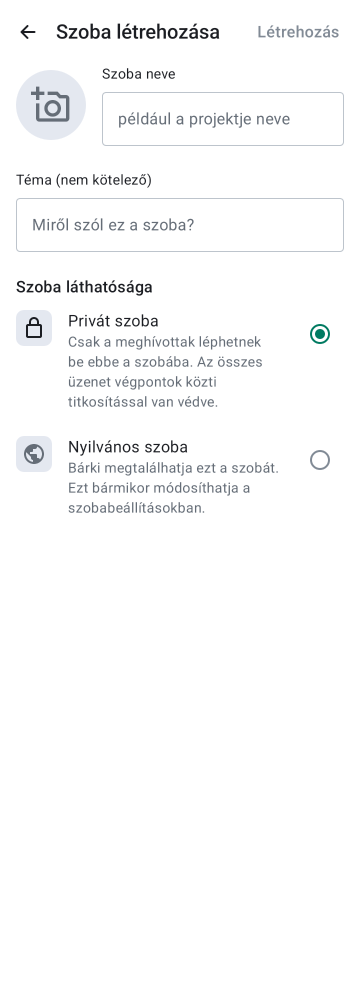 Szoba létrehozása
Létrehozás
Szoba neve
például a projektje neve
Téma (nem kötelező)
Miről szól ez a szoba?
Szoba láthatósága
Privát szoba
Csak a meghívottak léphetnek
be ebbe a szobába. Az összes
üzenet végpontok közti
titkosítással van védve.
Nyilvános szoba
Bárki megtalálhatja ezt a szobát.
Ezt bármikor módosíthatja a
szobabeállításokban.